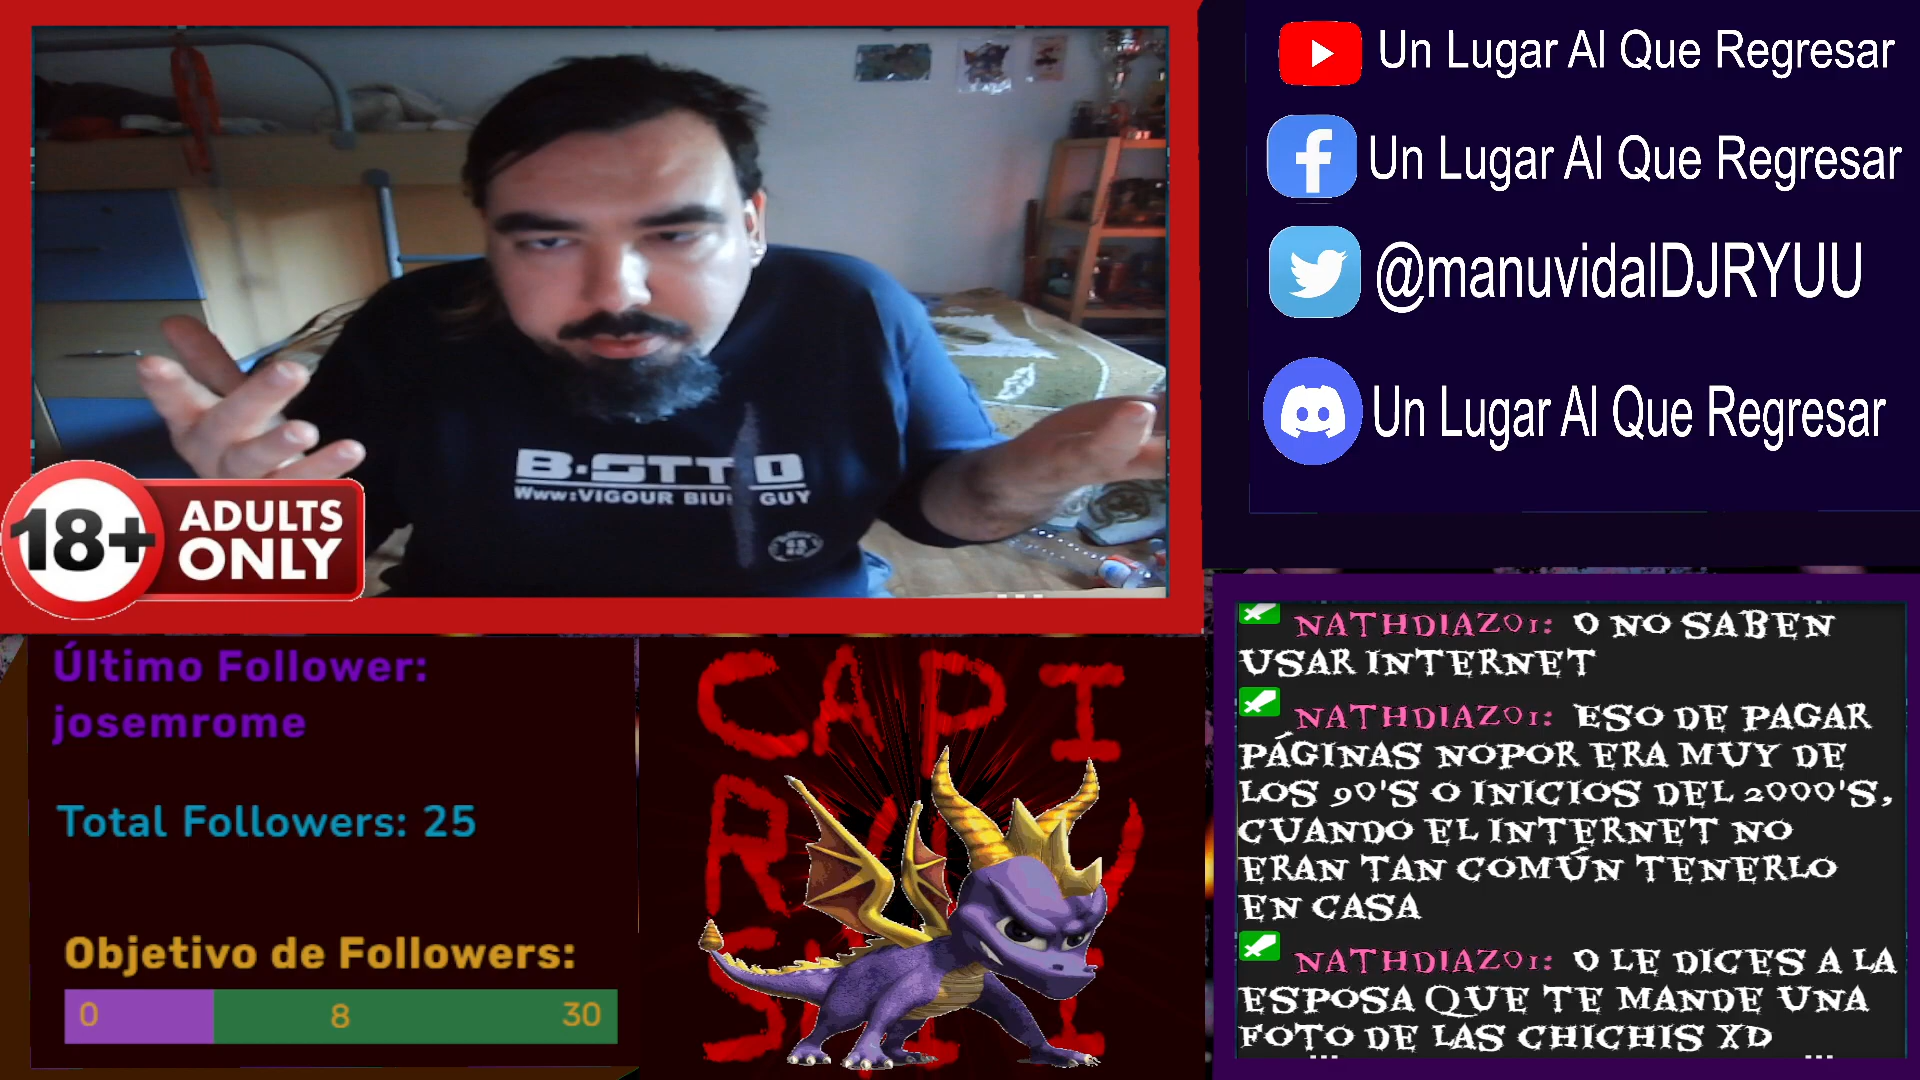 Un Lugar Al Que Regresar
Un Lugar Al Que Regresar
@manuvidalDJRYUU
Un Lugar Al Que Regresar
18+ ADULTS
ONLY
Último Follower:
josemrome
Total Followers: 25
Objetivo de Followers:
0 8 30
CAPI
NATHDIAZ01: O NO SABEN
USAR INTERNET
NATHDIAZ01: ESO DE PAGAR
PÁGINAS NOPOR ERA MUY DE
LOS 90'S O INICIOS DEL 2000'S,
CUANDO EL INTERNET NO
ERAN TAN COMÚN TENERLO
EN CASA
NATHDIAZ01: O LE DICES A LA
ESPOSA QUE TE MANDE UNA
FOTO DE LAS CHICHIS XD